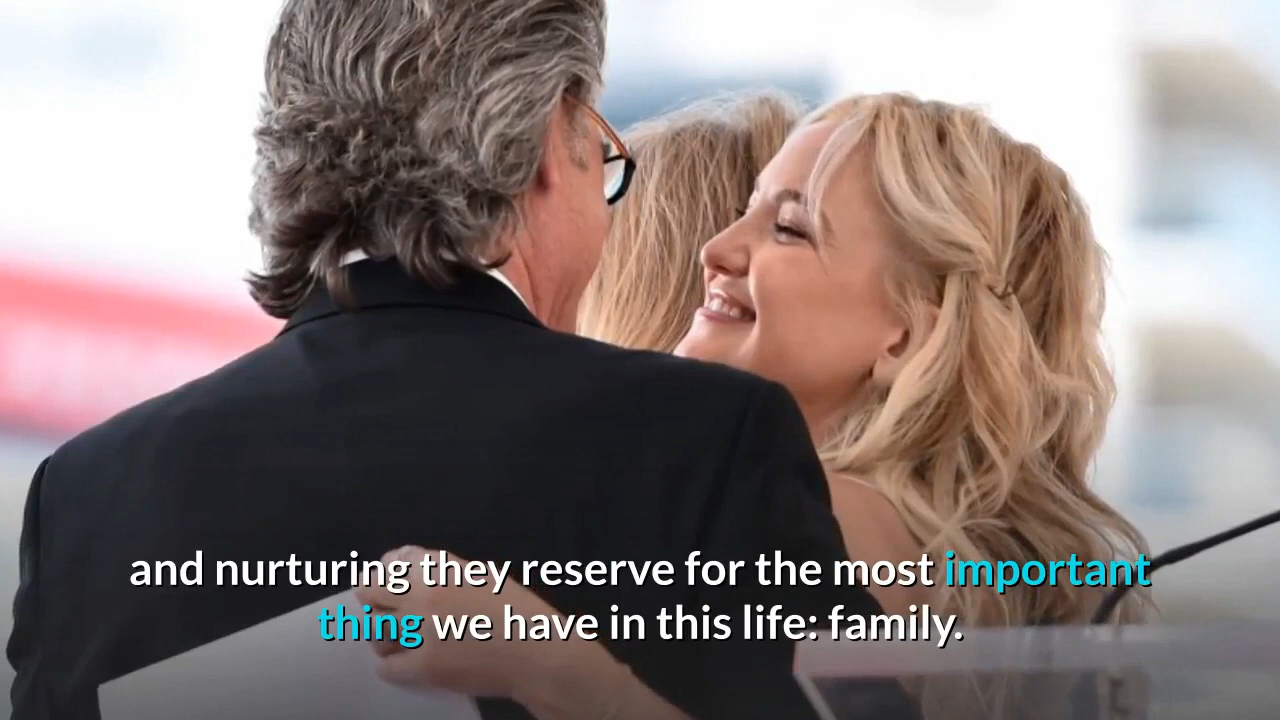 and nurturing they reserve for the most important
thing we have in this life: family.